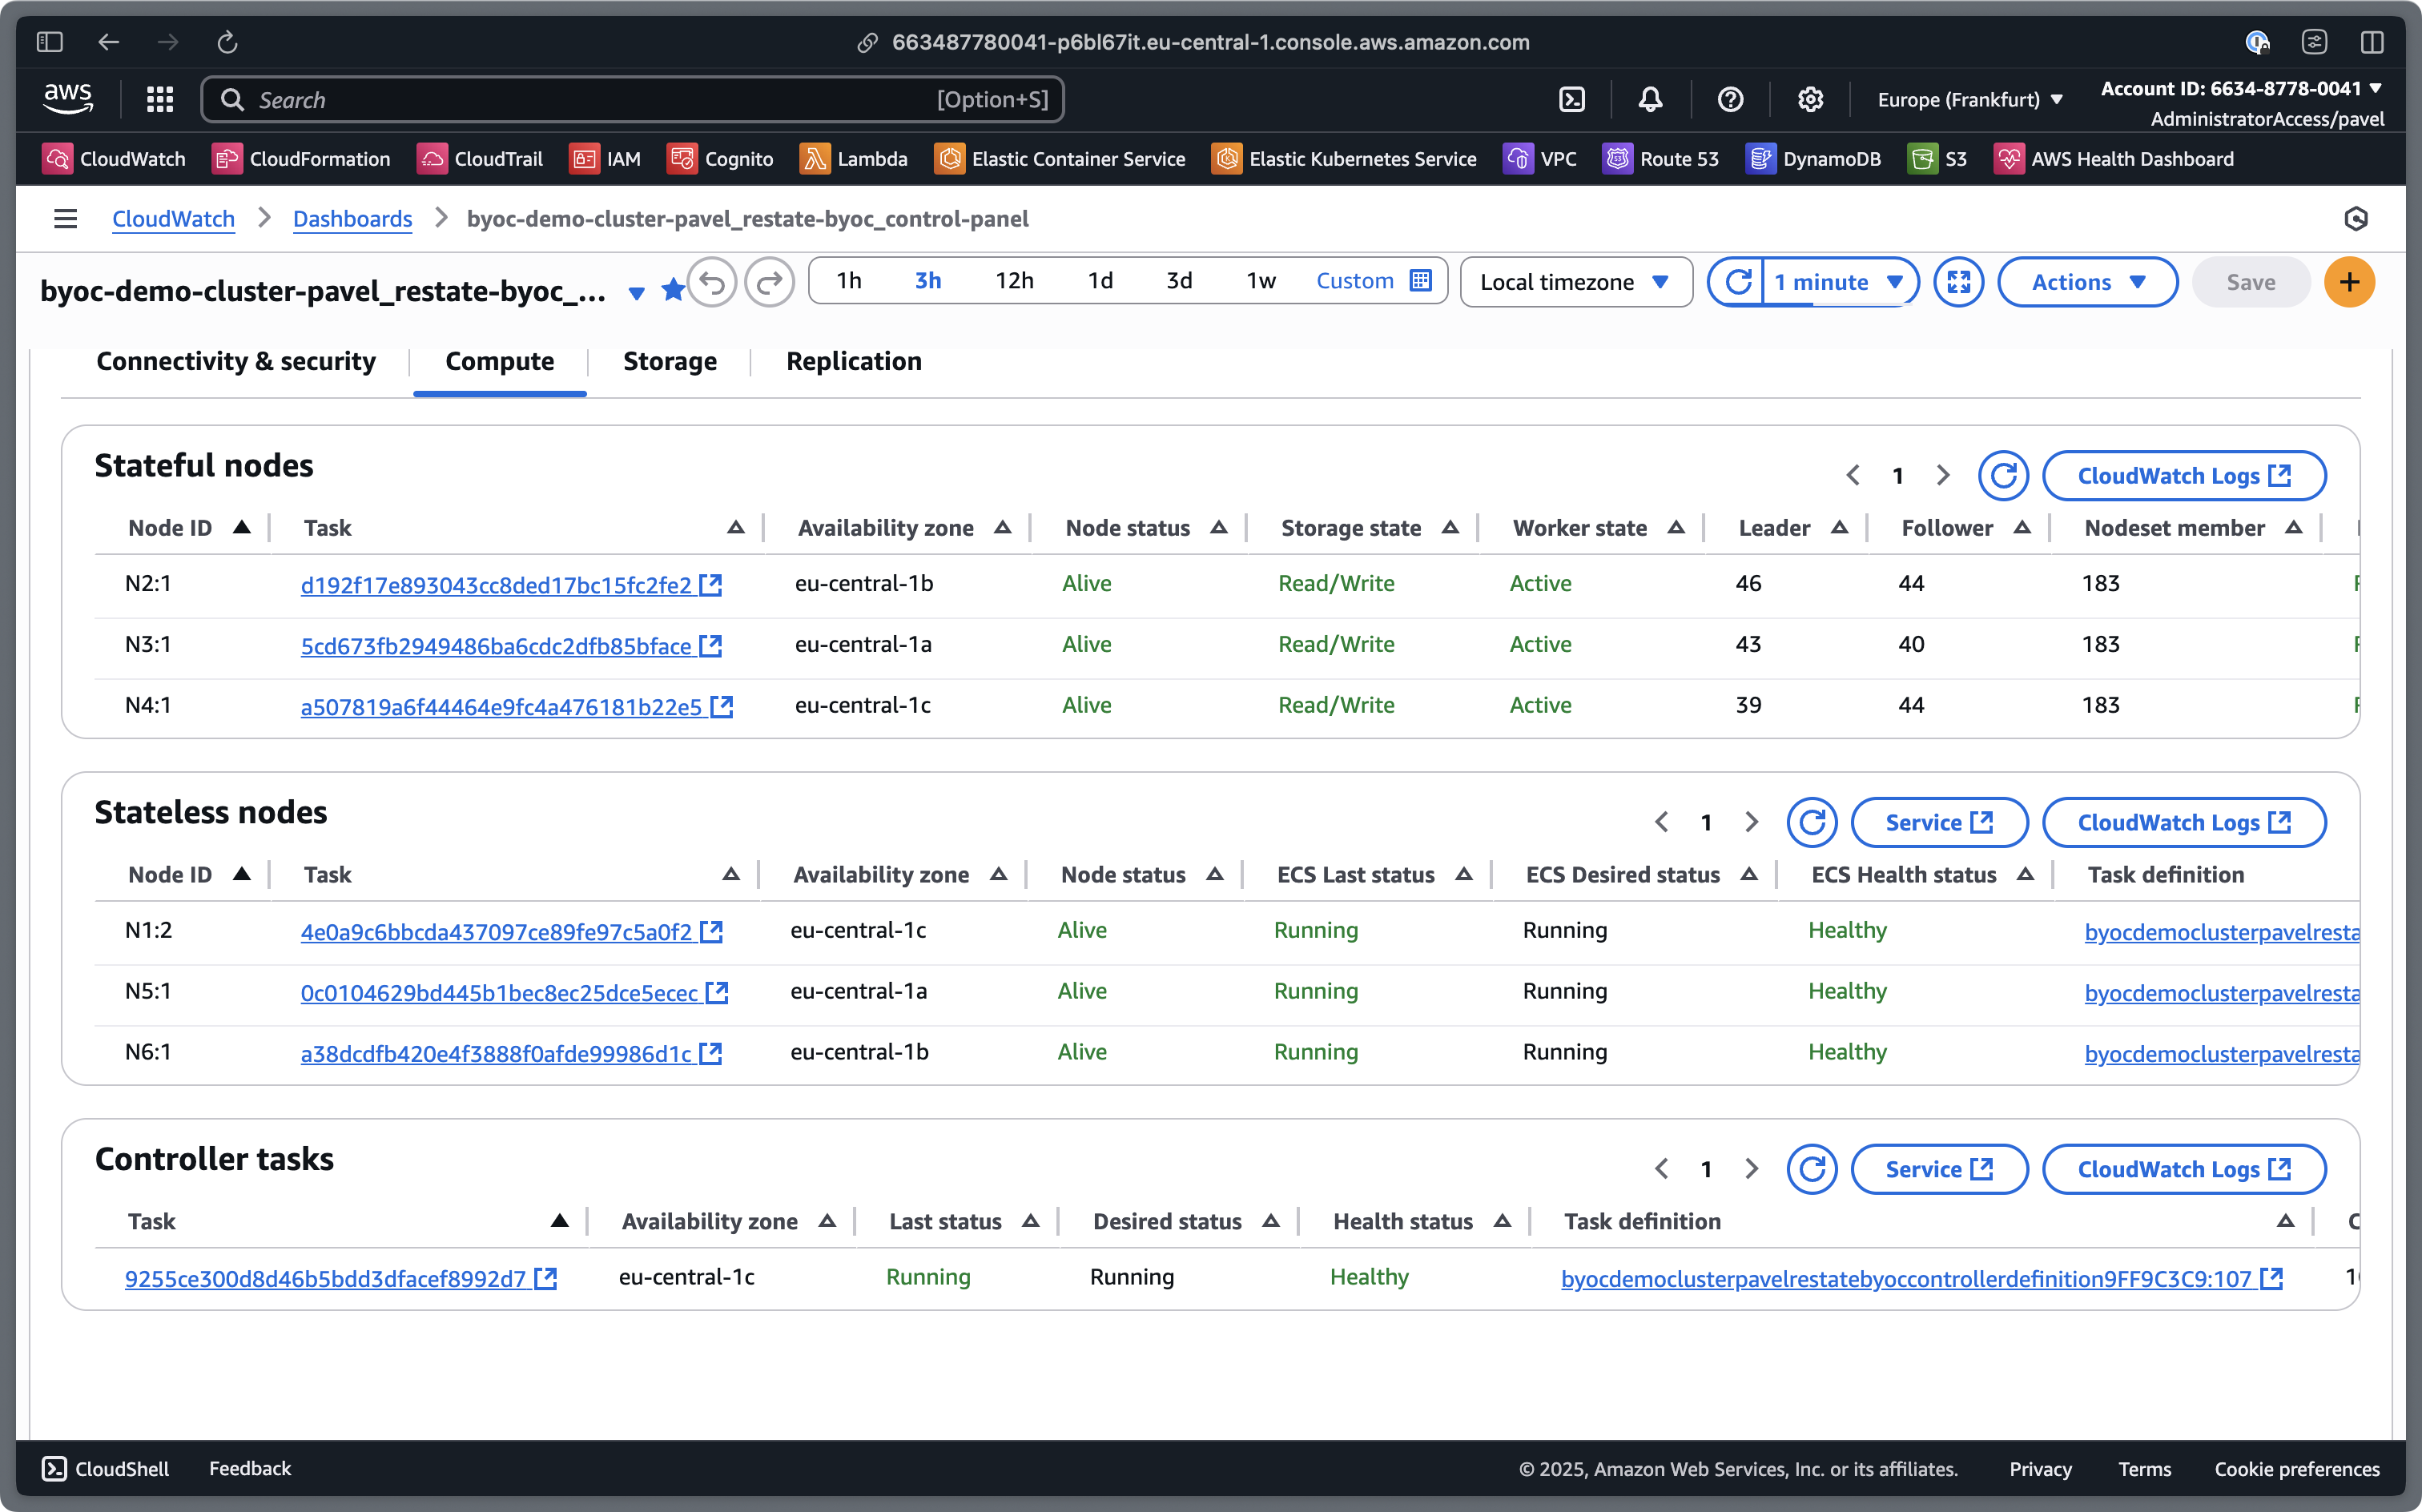 663487780041-p6bl67it.eu-central-1.console.aws.amazon.com
aws Search [Option+S] Europe (Frankfurt) Account ID: 6634-8778-0041
AdministratorAccess/pavel
CloudWatch CloudFormation CloudTrail IAM Cognito Lambda Elastic Container Service Elastic Kubernetes Service VPC Route 53 DynamoDB S3 AWS Health Dashboard
CloudWatch > Dashboards > byoc-demo-cluster-pavel_restate-byoc_control-panel
byoc-demo-cluster-pavel_restate-byoc_... 1h 3h 12h 1d 3d 1w Custom Local timezone 1 minute Actions Save +
Connectivity & security Compute Storage Replication
Stateful nodes 1 CloudWatch Logs
Node ID Task Availability zone Node status Storage state Worker state Leader Follower Nodeset member
N2:1 d192f17e893043cc8ded17bc15fc2fe2 eu-central-1b Alive Read/Write Active 46 44 183
N3:1 5cd673fb2949486ba6cdc2dfb85bface eu-central-1a Alive Read/Write Active 43 40 183
N4:1 a507819a6f44464e9fc4a476181b22e5 eu-central-1c Alive Read/Write Active 39 44 183
Stateless nodes 1 Service CloudWatch Logs
Node ID Task Availability zone Node status ECS Last status ECS Desired status ECS Health status Task definition
N1:2 4e0a9c6bbcda437097ce89fe97c5a0f2 eu-central-1c Alive Running Running Healthy byocdemoclusterpavelresta
N5:1 0c0104629bd445b1bec8ec25dce5ecec eu-central-1a Alive Running Running Healthy byocdemoclusterpavelresta
N6:1 a38dcdfb420e4f3888f0afde99986d1c eu-central-1b Alive Running Running Healthy byocdemoclusterpavelresta
Controller tasks 1 Service CloudWatch Logs
Task Availability zone Last status Desired status Health status Task definition
9255ce300d8d46b5bdd3dfacef8992d7 eu-central-1c Running Running Healthy byocdemoclusterpavelrestatebyoccontrollerdefinition9FF9C3C9:107
CloudShell Feedback © 2025, Amazon Web Services, Inc. or its affiliates. Privacy Terms Cookie preferences